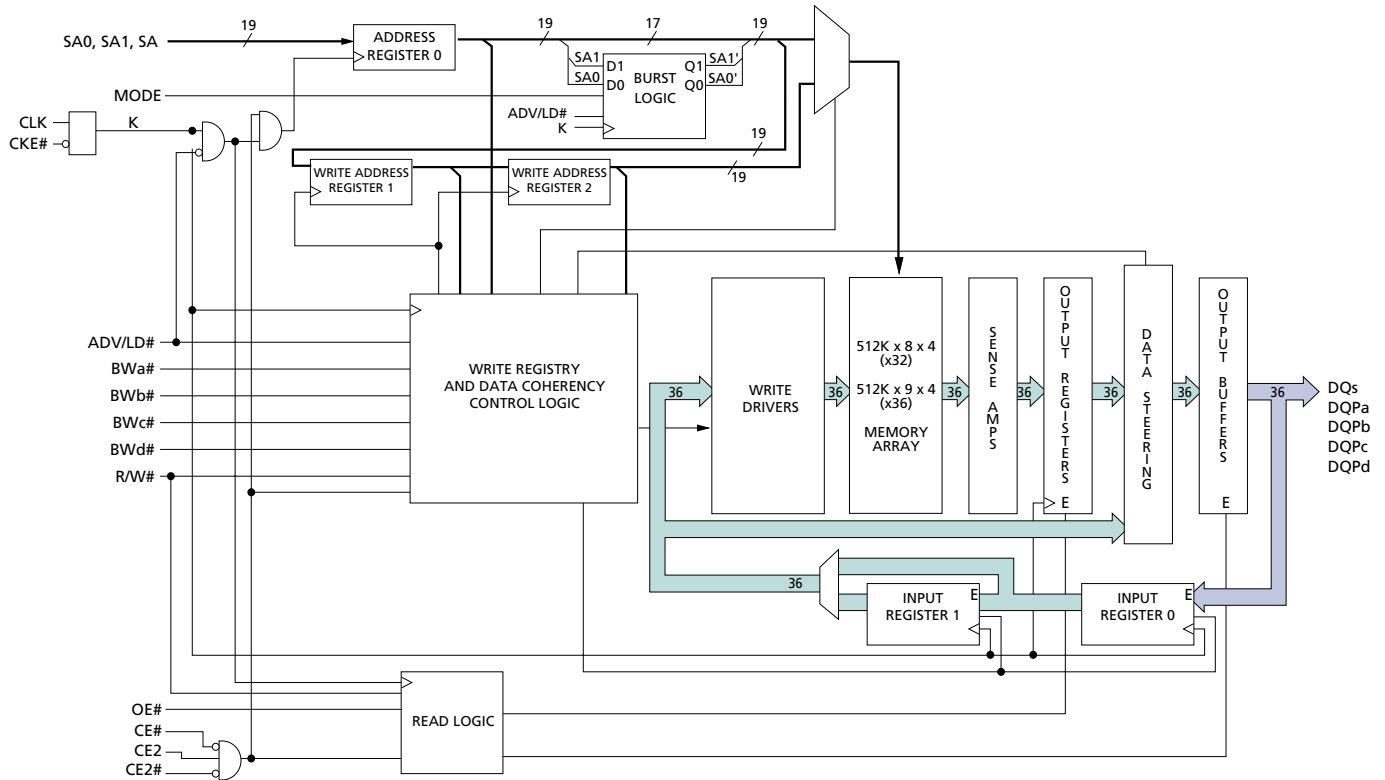 19
ADDRESS
REGISTER 0
SA0, SA1, SA
19
17
19
SA1
SA0
D1
D0
BURST
LOGIC
Q1
Q0
SA1'
SA0'
MODE
ADV/LD#
K
CLK
CKE#
K
19
WRITE ADDRESS
REGISTER 1
WRITE ADDRESS
REGISTER 2
19
ADV/LD#
BWa#
BWb#
BWc#
BWd#
R/W#
WRITE REGISTRY
AND DATA COHERENCY
CONTROL LOGIC
36
WRITE
DRIVERS
36
512K x 8 x 4
(x32)
512K x 9 x 4
(x36)
MEMORY
ARRAY
36
SENSE AMPS
36
OUTPUT REGISTERS
E
36
DATA STEERING
36
OUTPUT BUFFERS
E
36
DQs
DQPa
DQPb
DQPc
DQPd
36
INPUT
REGISTER 1
E
INPUT
REGISTER 0
E
OE#
CE#
CE2
CE2#
READ LOGIC